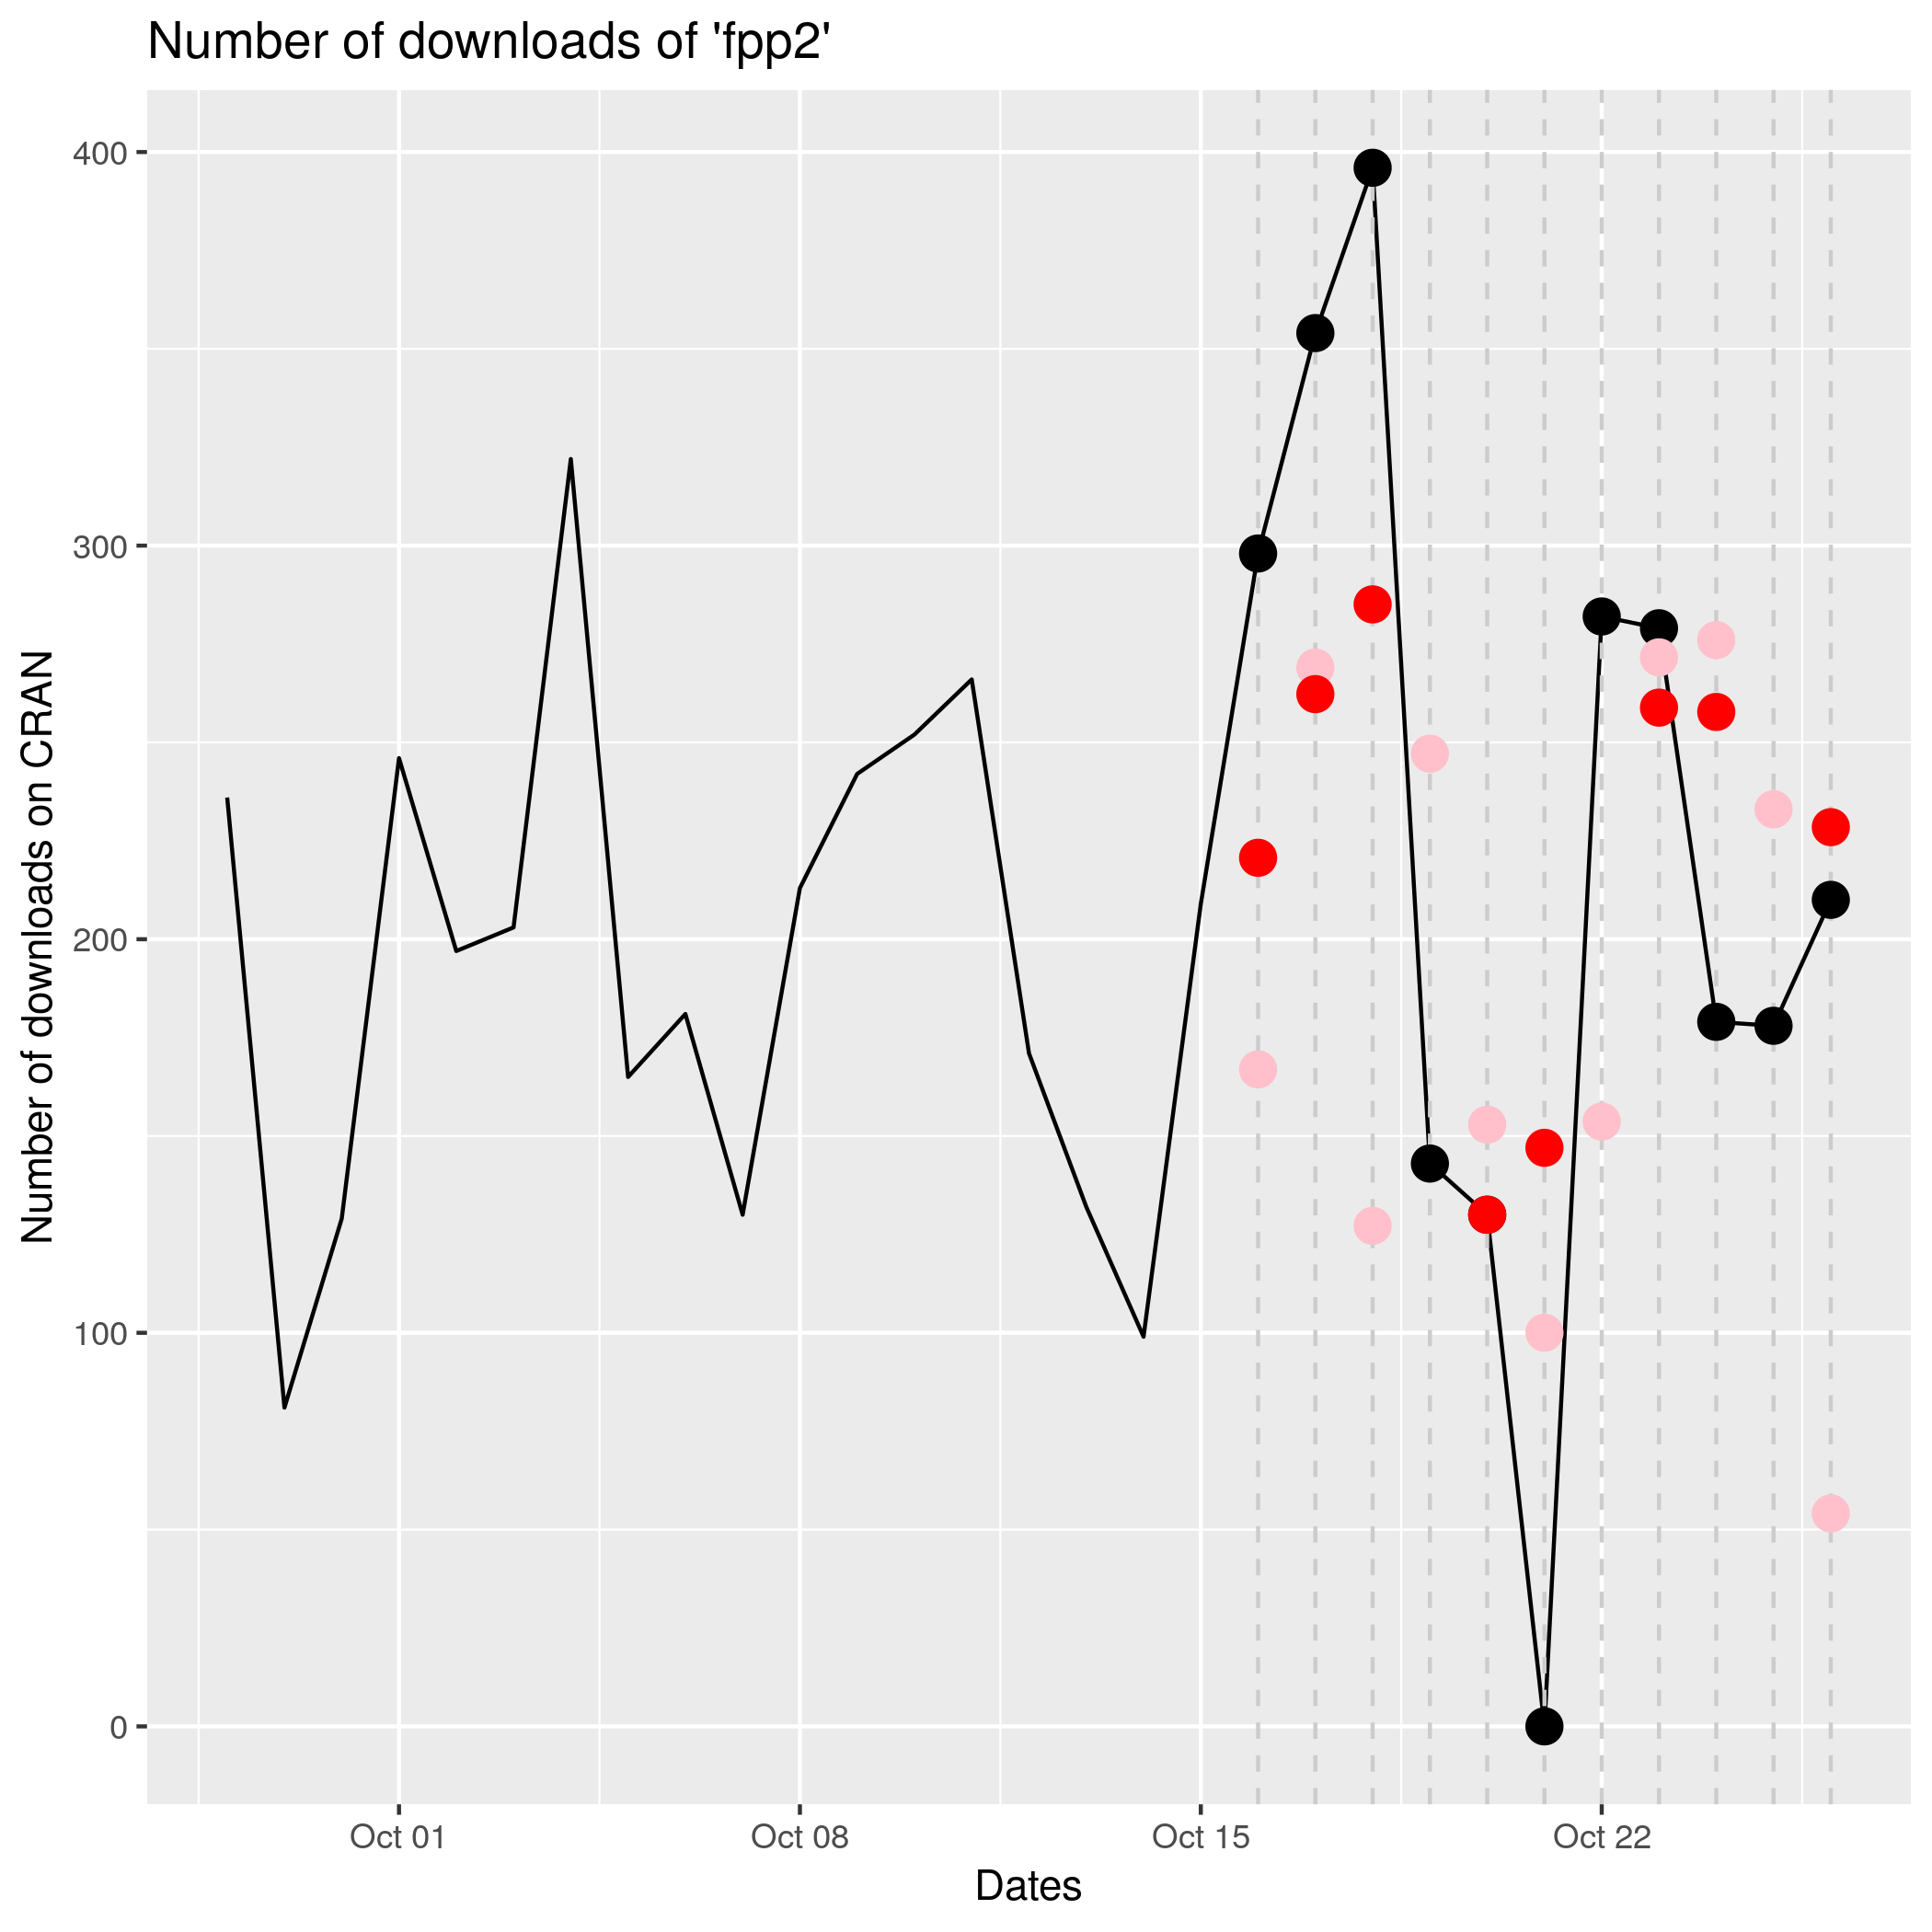 Number of downloads of 'fpp2'
Number of downloads on CRAN
400
300
200
100
0
Oct 01
Oct 08
Oct 15
Oct 22
Dates